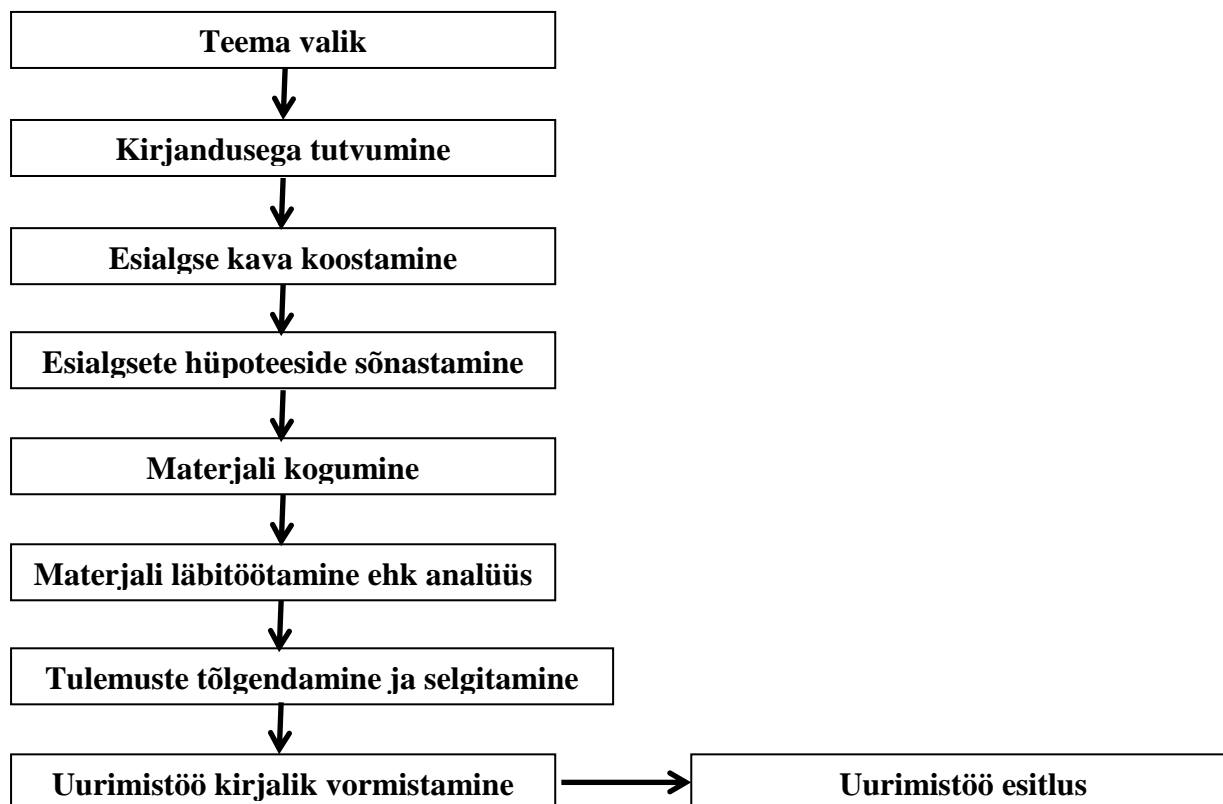 Teema valik
Kirjandusega tutvumine
Esialgse kava koostamine
Esialgsete hüpoteeside sõnastamine
Materjali kogumine
Materjali läbitöötamine ehk analüüs
Tulemuste tõlgendamine ja selgitamine
Uurimistöö kirjalik vormistamine
Uurimistöö esitlus